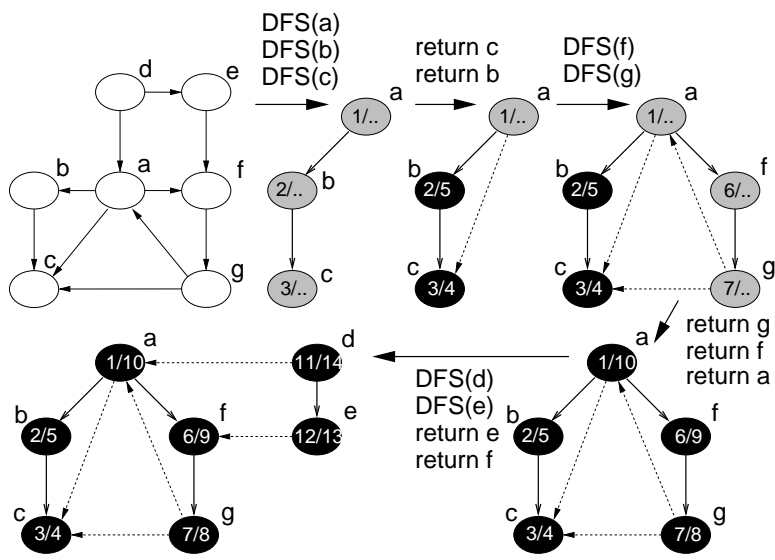 DFS(a)
DFS(b)
DFS(c)
return c
return b
DFS(f)
DFS(g)
d
e
b
a
f
c
g
a
1/..
b
2/..
c
3/..
a
1/..
b
2/5
c
3/4
a
1/..
b
2/5
f
6/..
c
3/4
g
7/..
return g
return f
return a
a
1/10
d
11/14
b
2/5
f
6/9
e
12/13
c
3/4
g
7/8
DFS(d)
DFS(e)
return e
return f
a
1/10
b
2/5
f
6/9
c
3/4
g
7/8